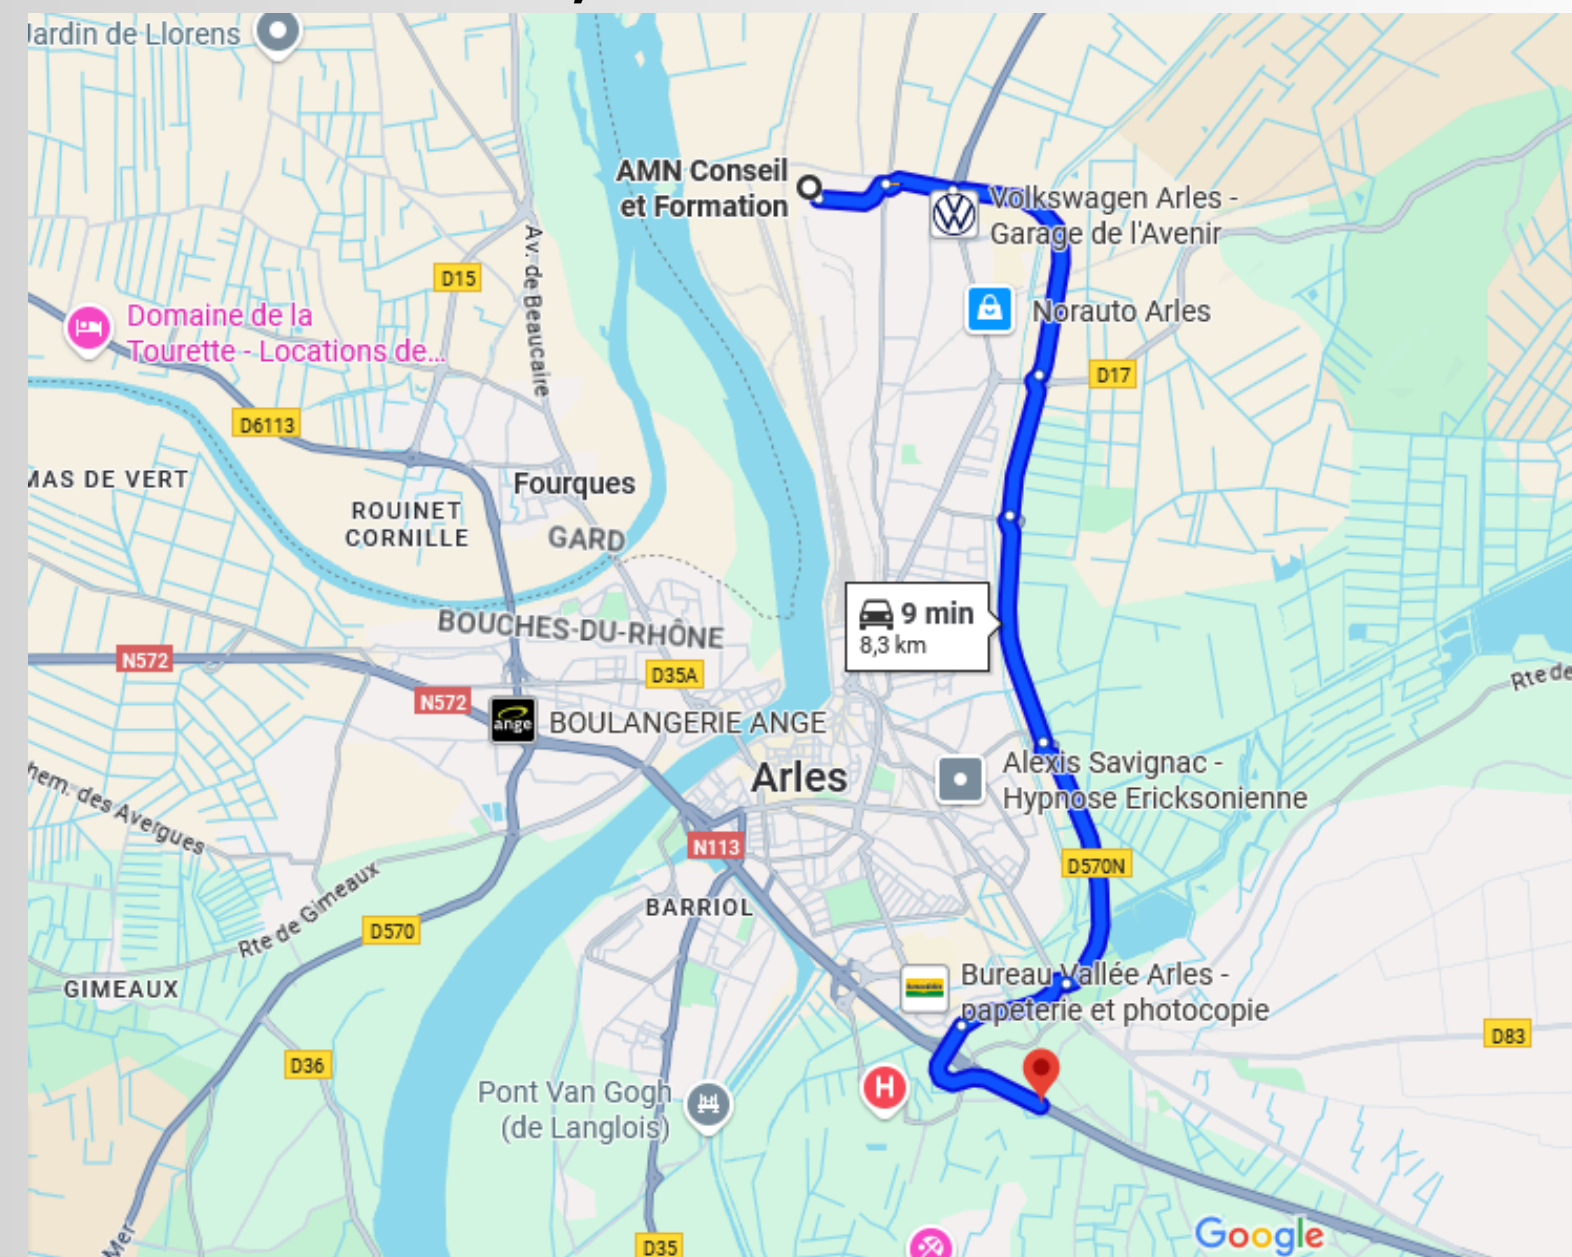 Jardin de Llorens
AMN Conseil
et Formation
Volkswagen Arles -
Garage de l'Avenir
Av. de Beaucaire
D15
Norauto Arles
Domaine de la
Tourette - Locations de...
D17
D6113
MAS DE VERT
Fourques
ROUINET
CORNILLE
GARD
BOUCHES-DU-RHÔNE
9 min
8,3 km
N572
D35A
Rte de
N572
ange
BOULANGERIE ANGE
Arles
Alexis Savignac -
Hypnose Ericksonienne
hem. des Avergues
N113
D570N
Rte de Gimeaux
BARRIOL
D570
GIMEAUX
Bureau Vallée Arles -
papeterie et photocopie
D83
D36
H
Pont Van Gogh
(de Langlois)
Mer
D35
Google